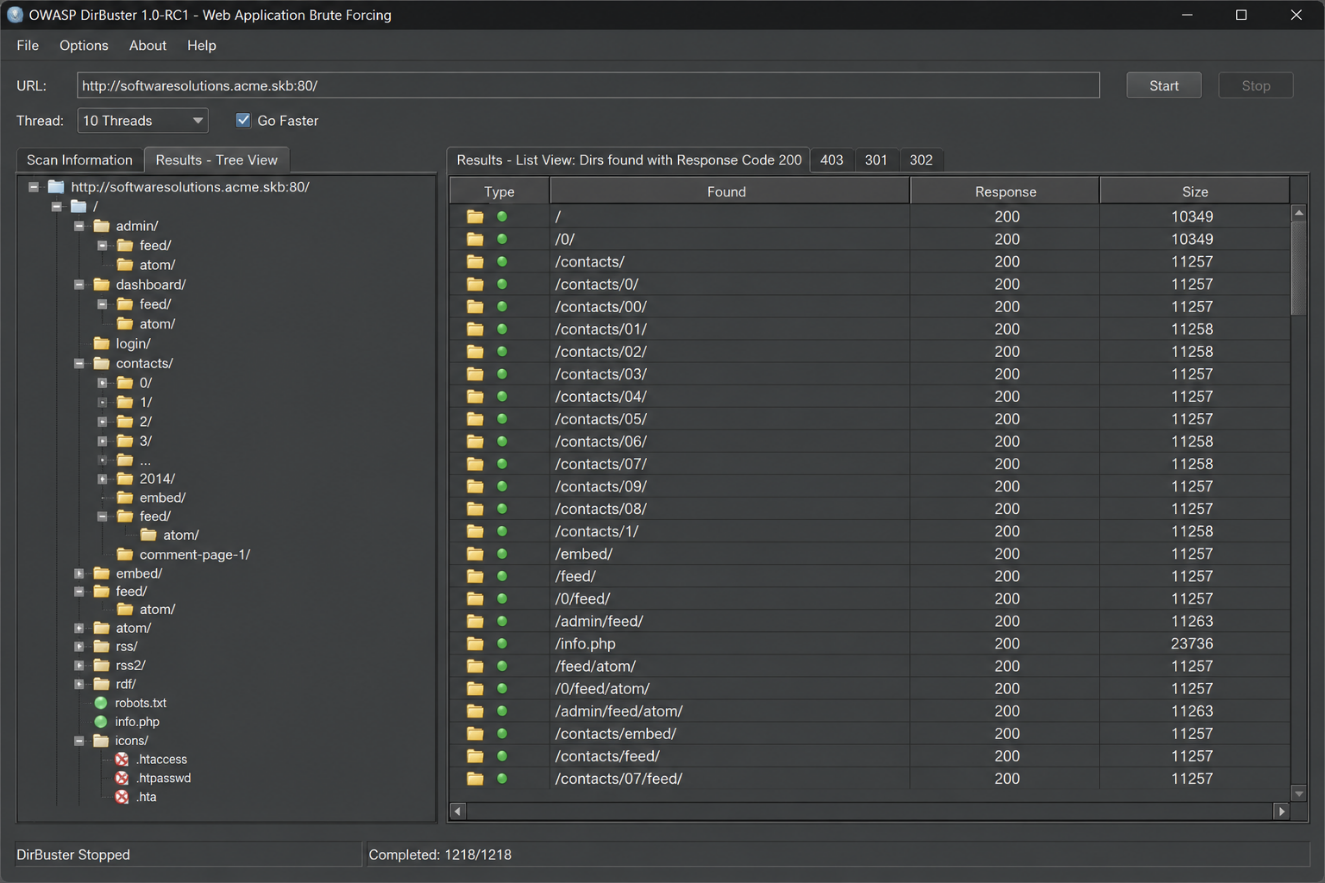 OWASP DirBuster 1.0-RC1 - Web Application Brute Forcing
File Options About Help
URL: http://softwaresolutions.acme.skb:80/ Start Stop
Thread: 10 Threads Go Faster
Scan Information Results - Tree View
http://softwaresolutions.acme.skb:80/
/
admin/
feed/
atom/
dashboard/
feed/
atom/
login/
contacts/
0/
1/
2/
3/
...
2014/
embed/
feed/
atom/
comment-page-1/
embed/
feed/
atom/
atom/
rss/
rss2/
rdf/
robots.txt
info.php
icons/
.htaccess
.htpasswd
.hta
Results - List View: Dirs found with Response Code 200 403 301 302
Type Found Response Size
/ 200 10349
/0/ 200 10349
/contacts/ 200 11257
/contacts/0/ 200 11257
/contacts/00/ 200 11257
/contacts/01/ 200 11258
/contacts/02/ 200 11258
/contacts/03/ 200 11257
/contacts/04/ 200 11257
/contacts/05/ 200 11257
/contacts/06/ 200 11258
/contacts/07/ 200 11258
/contacts/09/ 200 11257
/contacts/08/ 200 11257
/contacts/1/ 200 11258
/embed/ 200 11257
/feed/ 200 11257
/0/feed/ 200 11257
/admin/feed/ 200 11263
/info.php 200 23736
/feed/atom/ 200 11257
/0/feed/atom/ 200 11257
/admin/feed/atom/ 200 11263
/contacts/embed/ 200 11257
/contacts/feed/ 200 11257
/contacts/07/feed/ 200 11257
DirBuster Stopped
Completed: 1218/1218